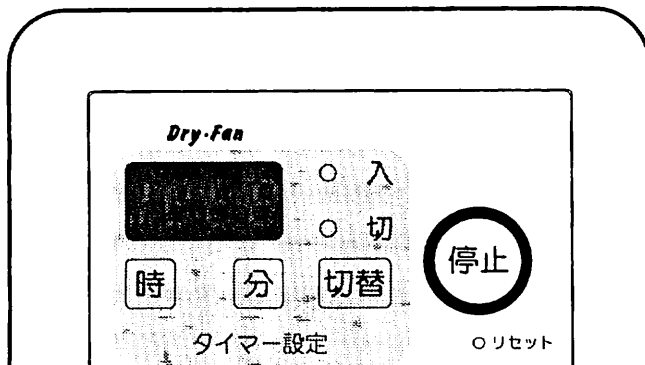 Dry・Fan
入
切
停止
時 分 切替
タイマー設定
リセット